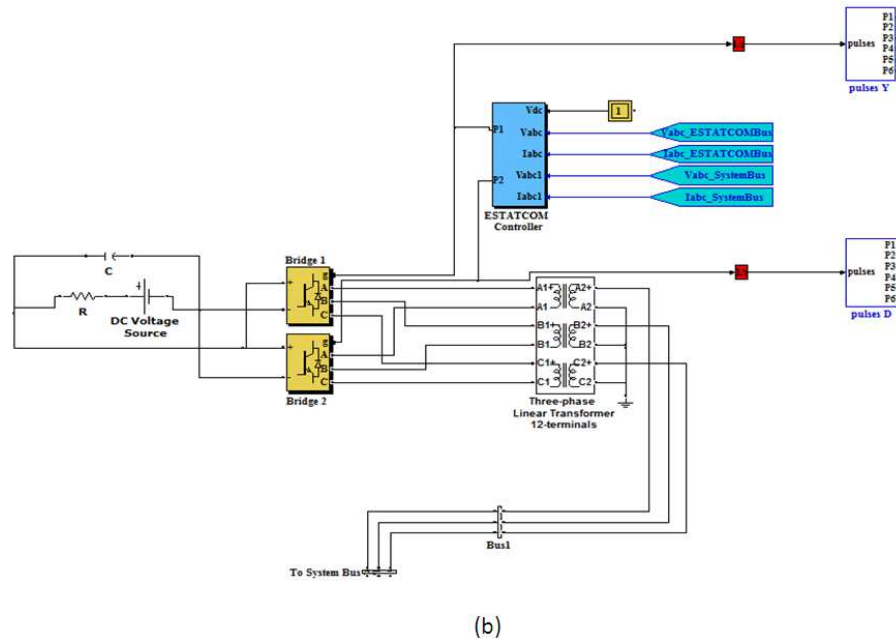 P1
P2
P3
P4
P5
P6
pulses
pulses Y
Vdc
1
P1
Vabc
Vabc_ESTATCOMBus
Iabc
Iabc_ESTATCOMBus
P2
Vabc1
Vabc_SystemBus
Iabc1
Iabc_SystemBus
ESTATCOM
Controller
P1
P2
P3
P4
P5
P6
pulses
pulses D
C
R
+
DC Voltage
Source
Bridge 1
g
+
A
B
-
C
g
+
A
B
-
C
Bridge 2
A1+ A2+
A1 A2
B1+ B2+
B1 B2
C1+ C2+
C1 C2
Three-phase
Linear Transformer
12-terminals
Bus1
To System Bus
(b)